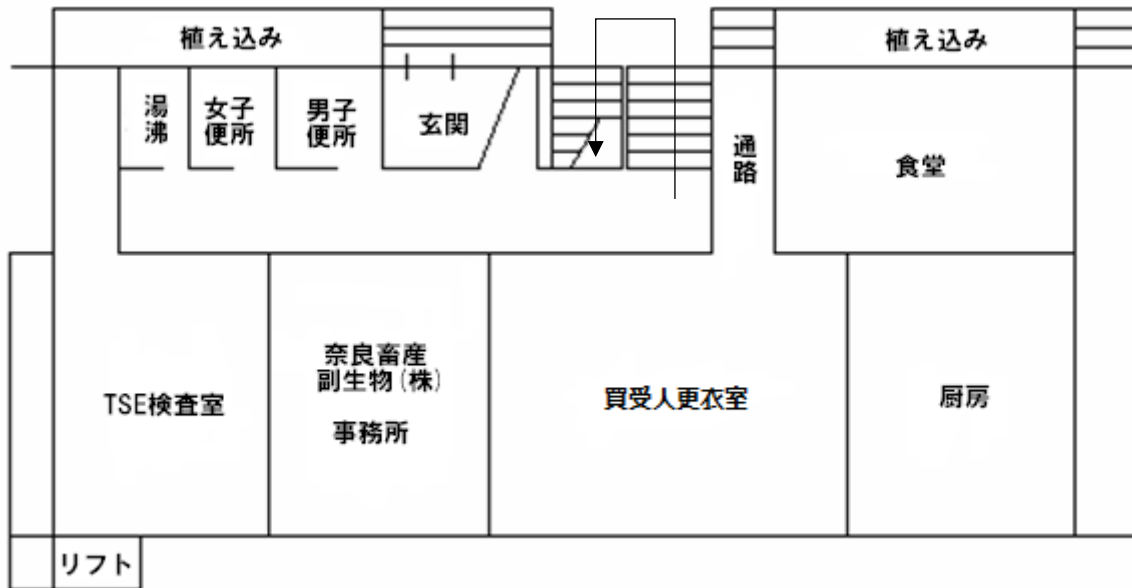 植え込み
植え込み
湯沸
女子
便所
男子
便所
玄関
通路
食堂
TSE検査室
奈良畜産
副生物(株)
事務所
買受人更衣室
厨房
リフト